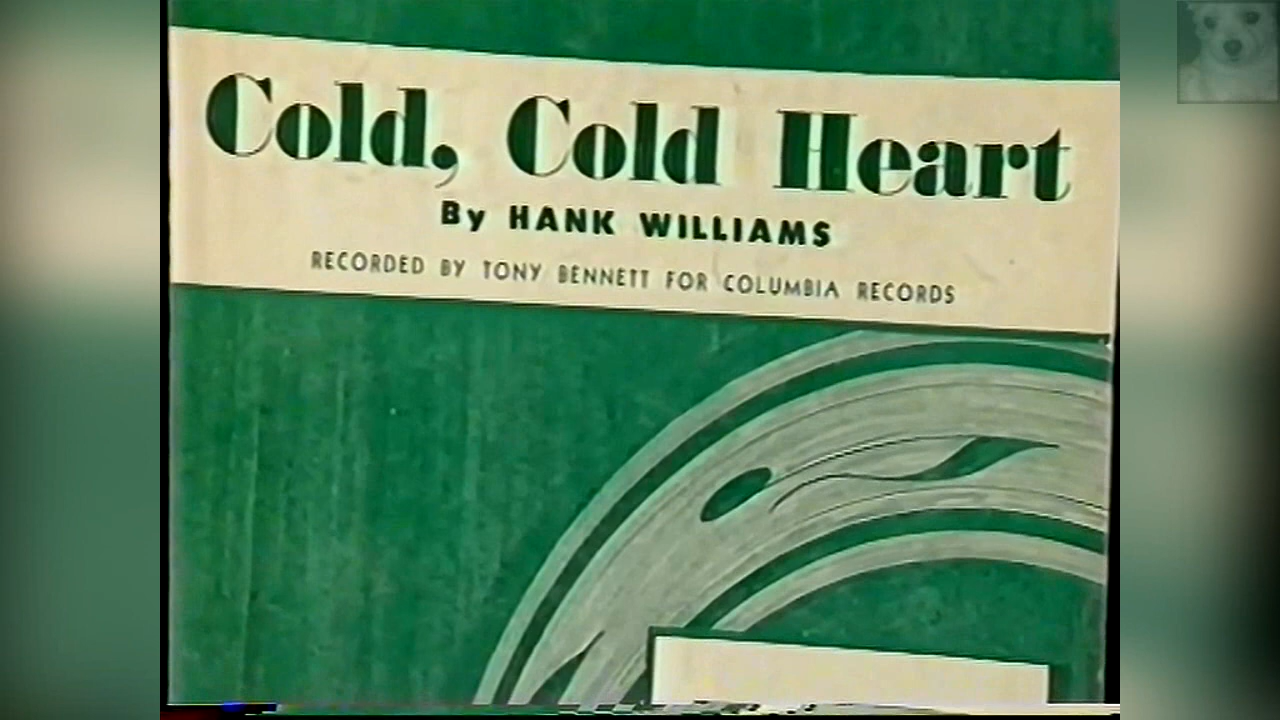 Cold, Cold Heart
By HANK WILLIAMS
RECORDED BY TONY BENNETT FOR COLUMBIA RECORDS